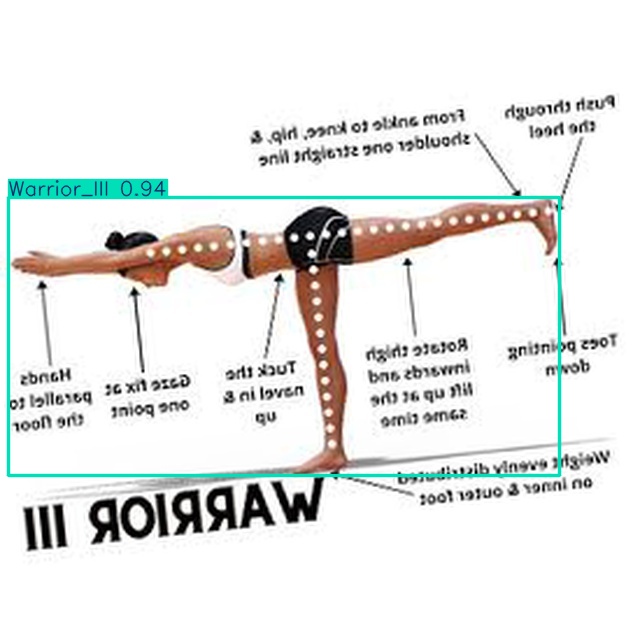 Push through
the heel
From ankle to knee, hip, &
shoulder one straight line
Warrior_III 0.94
Hands
parallel to
the floor
Gaze fix at
one point
Tuck the
navel in &
up
Rotate thigh
inwards and
lift up at the
same time
Toes pointing
down
Weight evenly distributed
on inner & outer foot
WARRIOR III